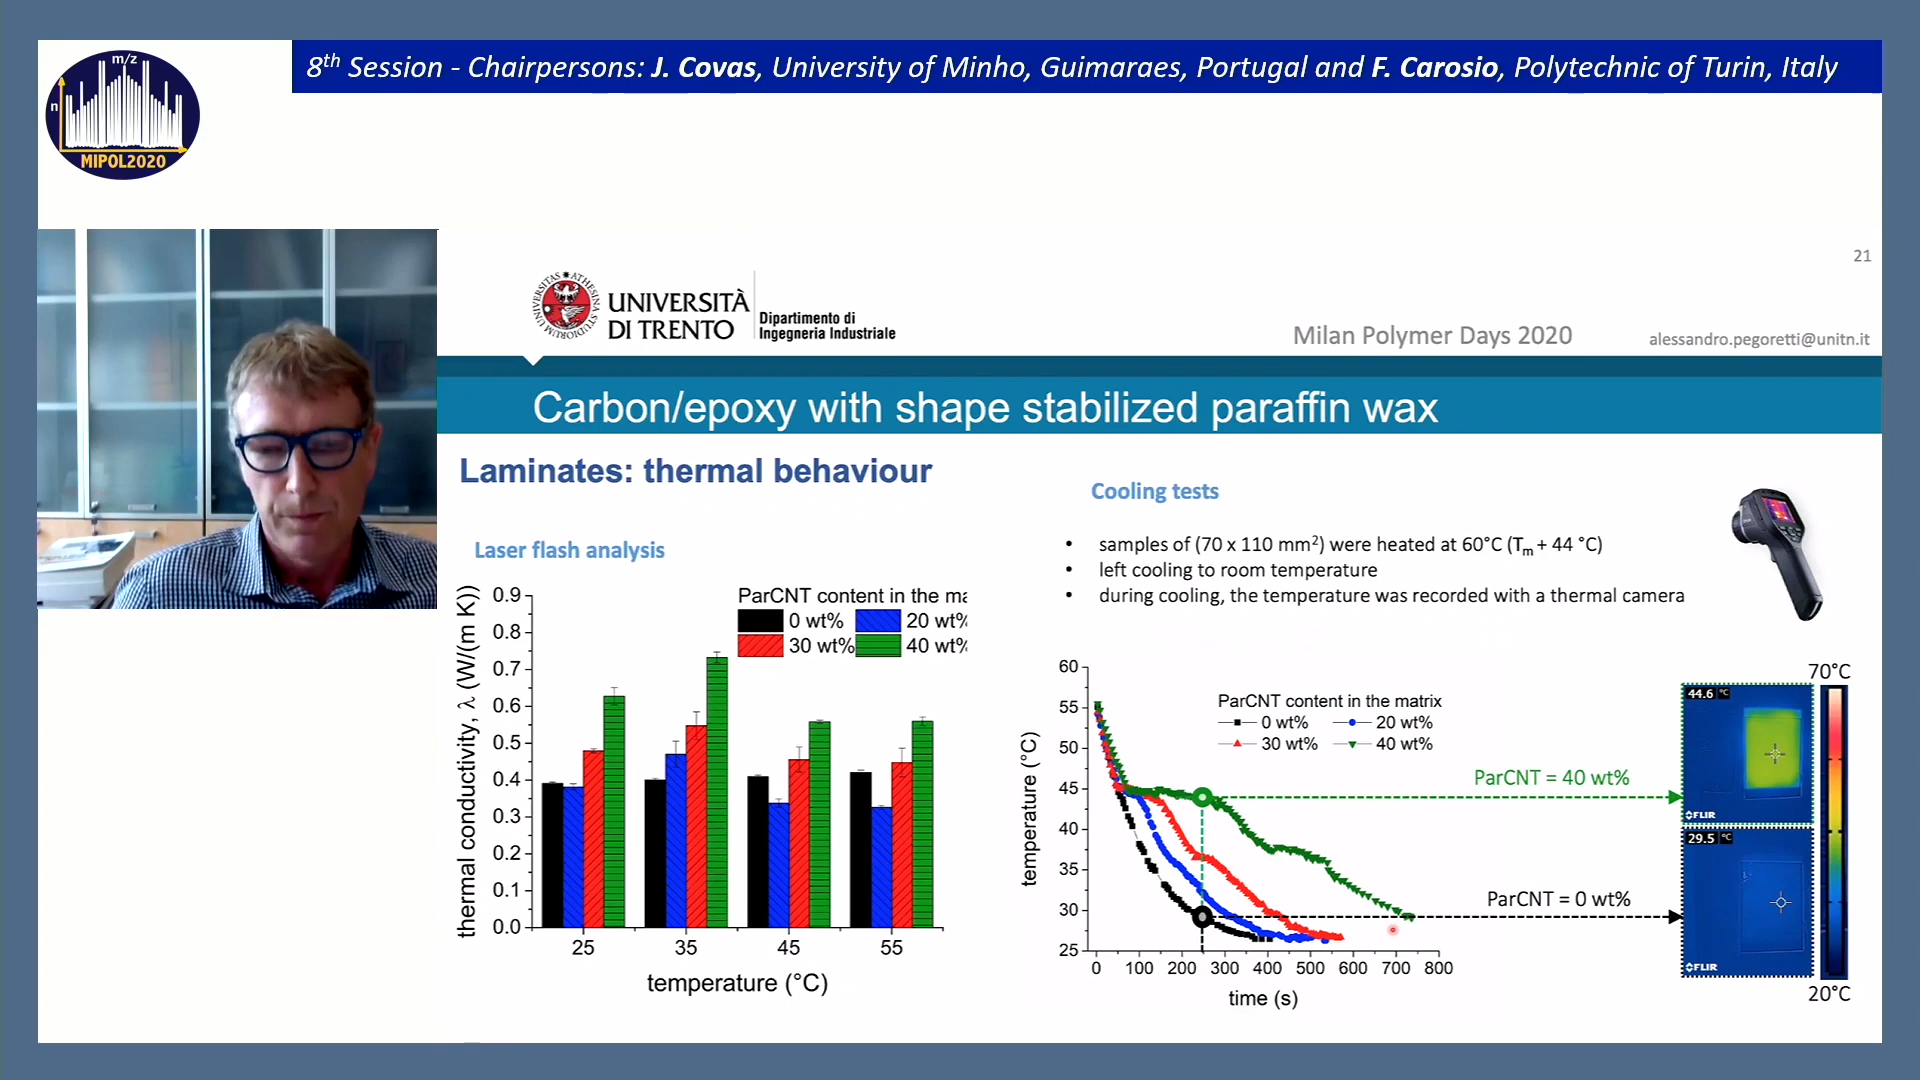 8th Session - Chairpersons: J. Covas, University of Minho, Guimaraes, Portugal and F. Carosio, Polytechnic of Turin, Italy
m/z
n
MIPOL2020
21
UNIVERSITÀ
DI TRENTO
Dipartimento di
Ingegneria Industriale
Milan Polymer Days 2020
alessandro.pegoretti@unitn.it
Carbon/epoxy with shape stabilized paraffin wax
Laminates: thermal behaviour
Laser flash analysis
thermal conductivity, λ (W/(m K))
0.9
0.8
0.7
0.6
0.5
0.4
0.3
0.2
0.1
0.0
ParCNT content in the ma
0 wt%
20 wt%
30 wt%
40 wt%
25 35 45 55
temperature (°C)
Cooling tests
• samples of (70 x 110 mm²) were heated at 60°C (Tm + 44 °C)
• left cooling to room temperature
• during cooling, the temperature was recorded with a thermal camera
temperature (°C)
60
55
50
45
40
35
30
25
ParCNT content in the matrix
0 wt% 20 wt%
30 wt% 40 wt%
ParCNT = 40 wt%
ParCNT = 0 wt%
0 100 200 300 400 500 600 700 800
time (s)
70°C
44.6 °C
FLIR
29.5 °C
FLIR
20°C